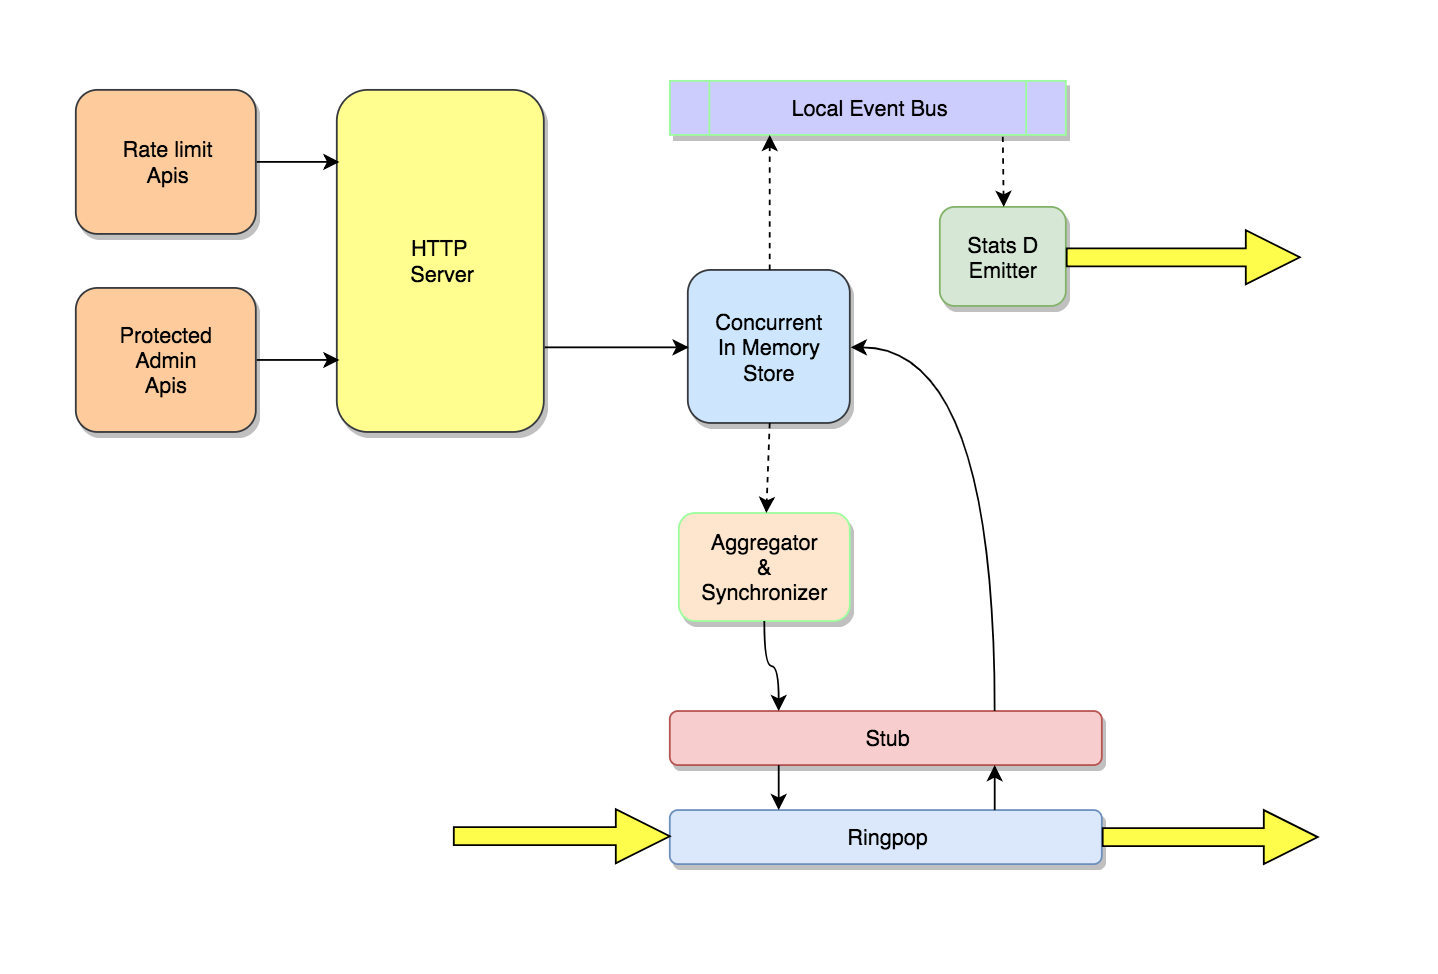 Rate limit
Apis
Protected
Admin
Apis
HTTP
Server
Local Event Bus
Stats D
Emitter
Concurrent
In Memory
Store
Aggregator
&
Synchronizer
Stub
Ringpop